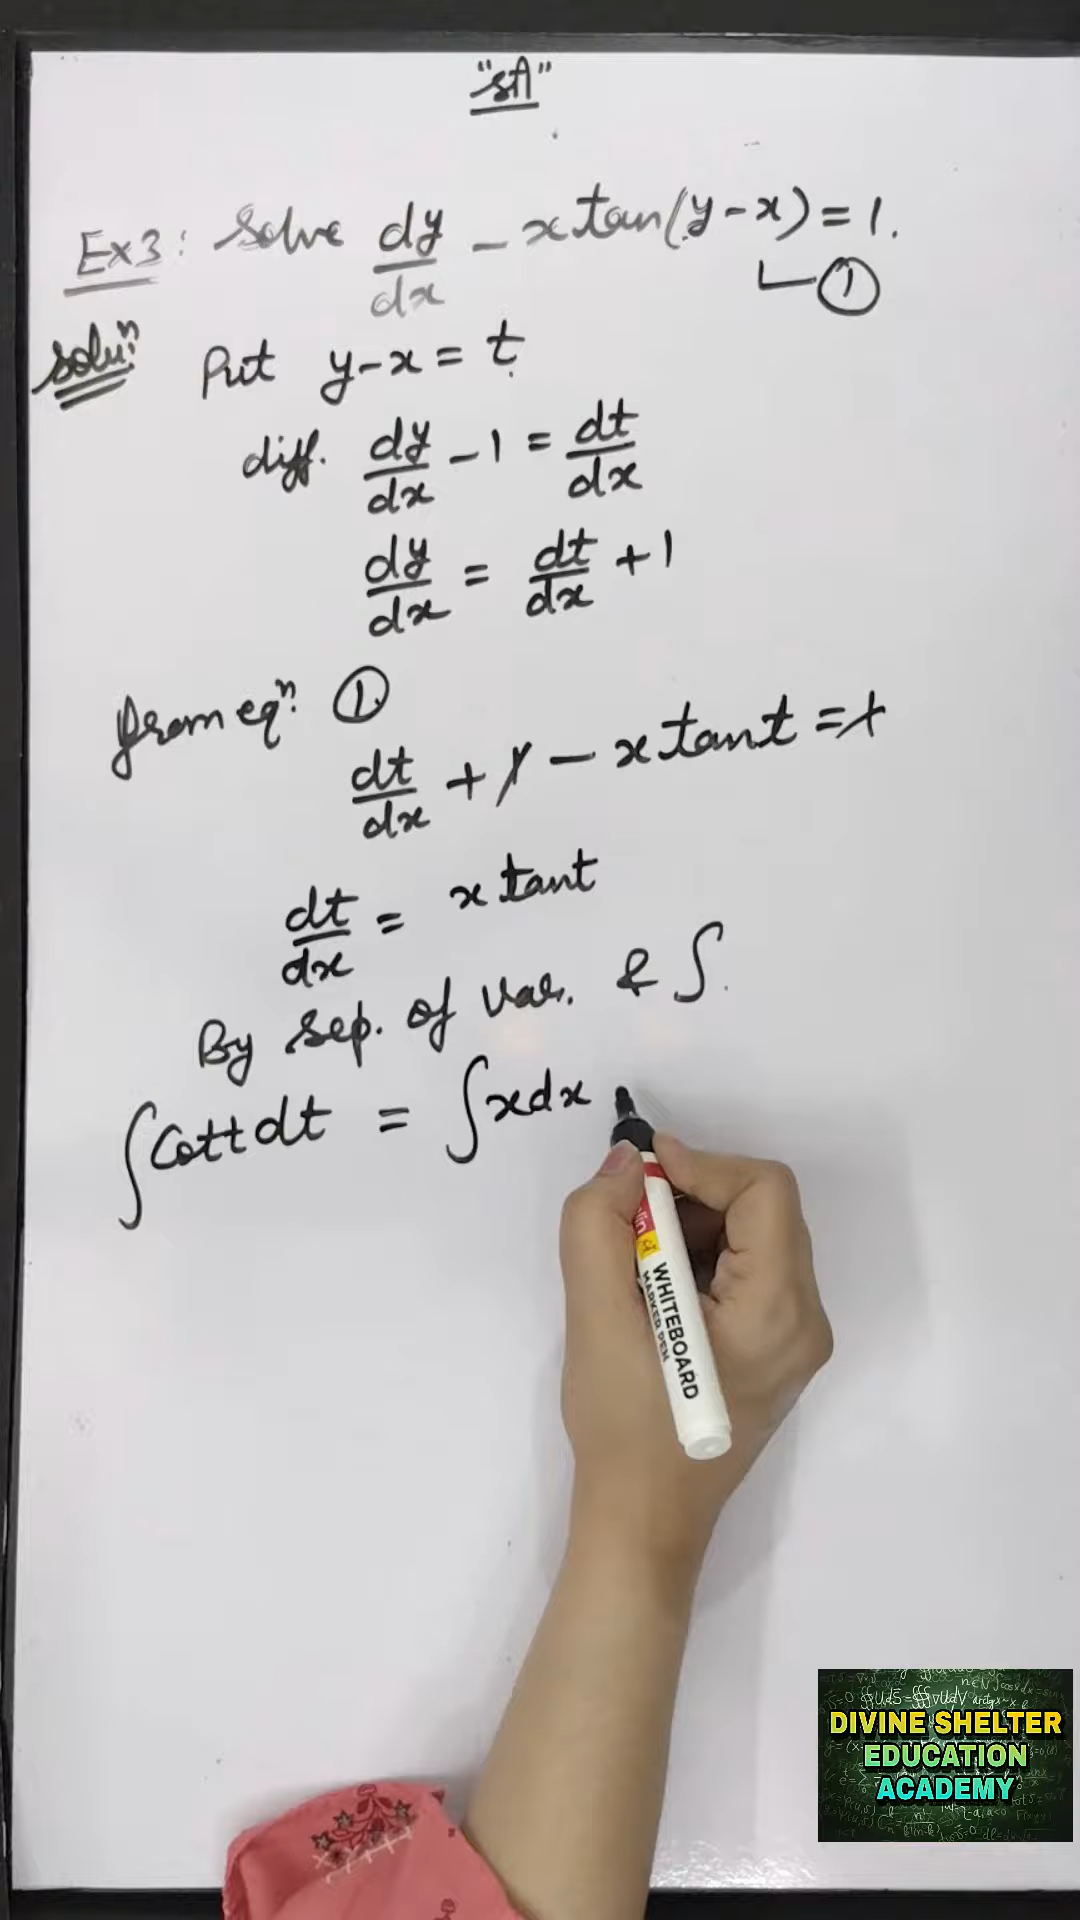 "SA"
Ex3: Solve dy/dx - x tan(y-x) = 1.
①
Solu.ⁿ Put y-x = t
diff. dy/dx - 1 = dt/dx
dy/dx = dt/dx + 1
from eqⁿ. ①
dt/dx + 1 - x tant = 1
dt/dx = x tant
By sep. of var. & ∫.
∫cott dt = ∫x dx
WHITEBOARD
MARKER PEN
DIVINE SHELTER
EDUCATION
ACADEMY